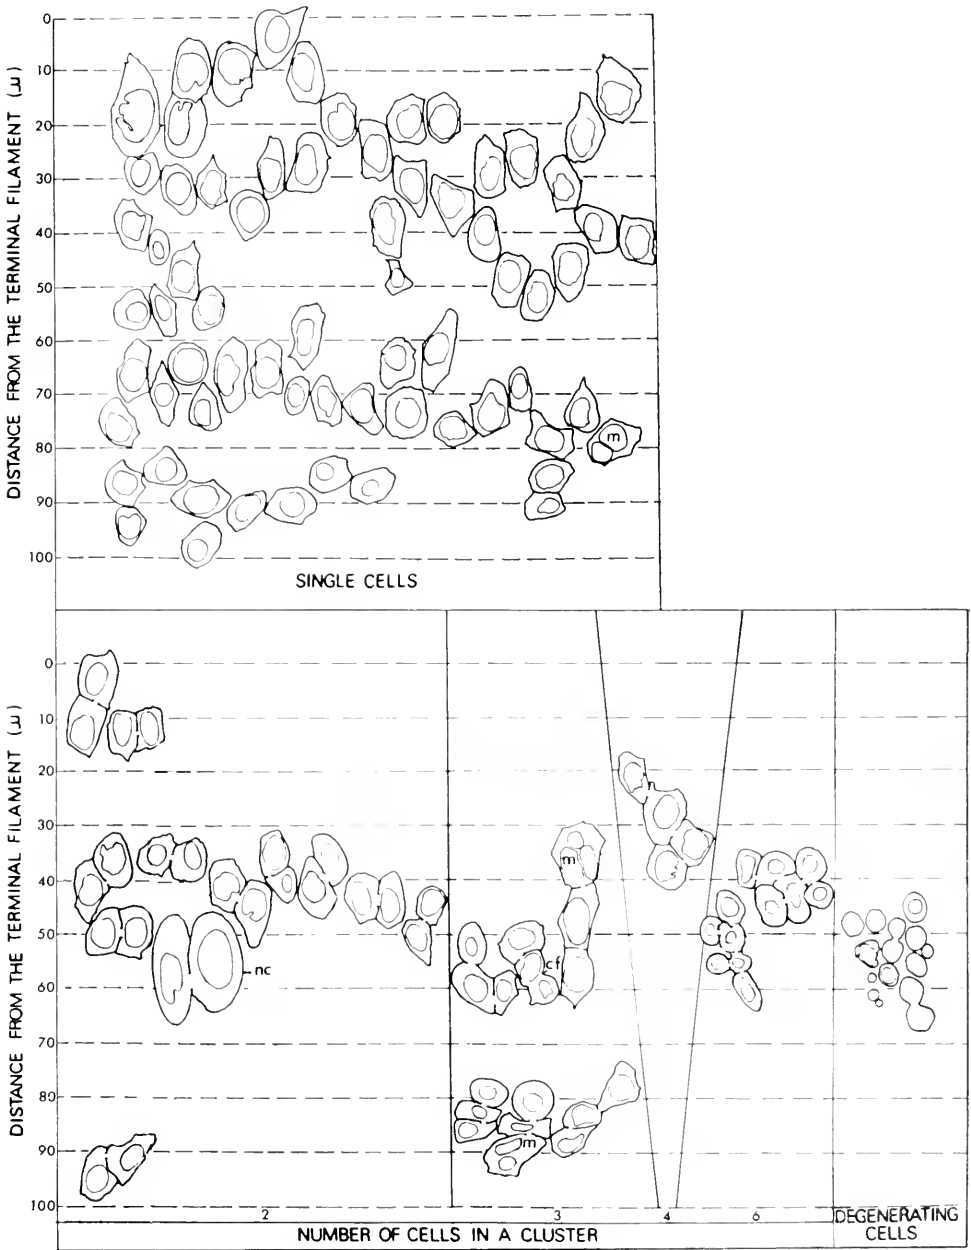 DISTANCE FROM THE TERMINAL FILAMENT (µ)
0
10
20
30
40
50
60
70
80
90
100
m
SINGLE CELLS
DISTANCE FROM THE TERMINAL FILAMENT (µ)
0
10
20
30
40
50
60
70
80
90
100
m
nc
cf
m
2
3
4
6
NUMBER OF CELLS IN A CLUSTER
DEGENERATING
CELLS